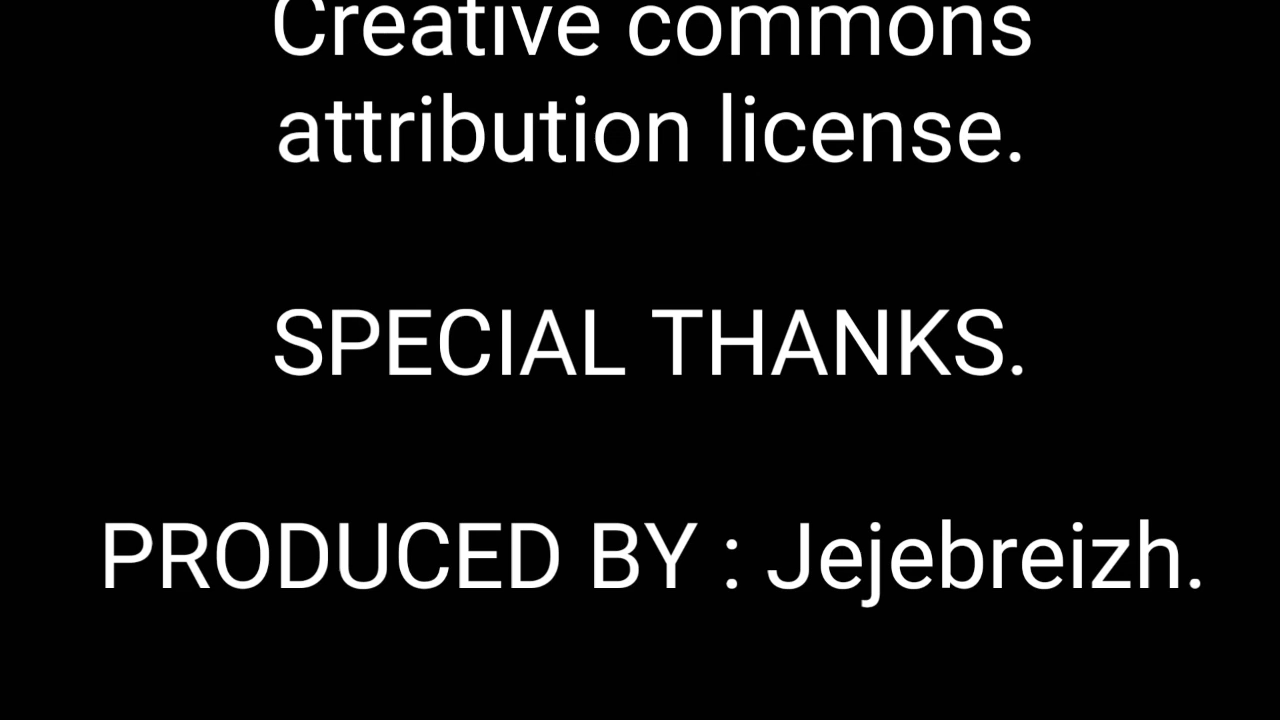 Creative commons
attribution license.
SPECIAL THANKS.
PRODUCED BY : Jejebreizh.